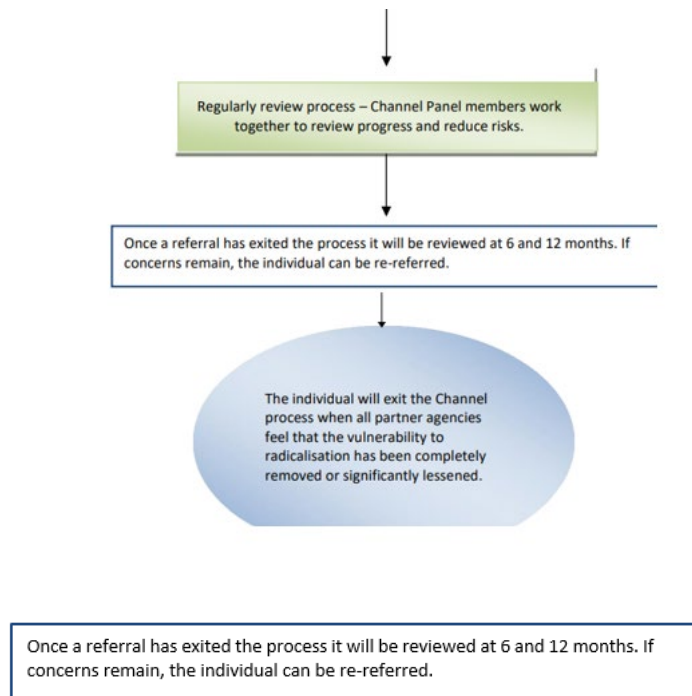 Regularly review process – Channel Panel members work
together to review progress and reduce risks.
Once a referral has exited the process it will be reviewed at 6 and 12 months. If
concerns remain, the individual can be re-referred.
The individual will exit the Channel
process when all partner agencies
feel that the vulnerability to
radicalisation has been completely
removed or significantly lessened.
Once a referral has exited the process it will be reviewed at 6 and 12 months. If
concerns remain, the individual can be re-referred.